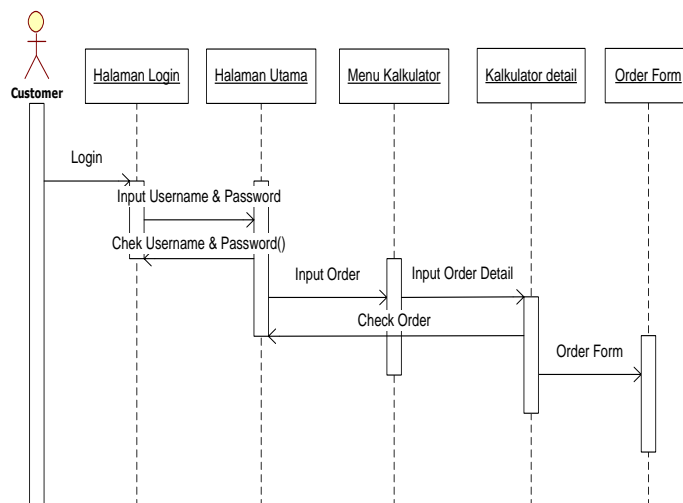 Customer
Halaman Login
Halaman Utama
Menu Kalkulator
Kalkulator detail
Order Form
Login
Input Username & Password
Chek Username & Password()
Input Order
Input Order Detail
Check Order
Order Form